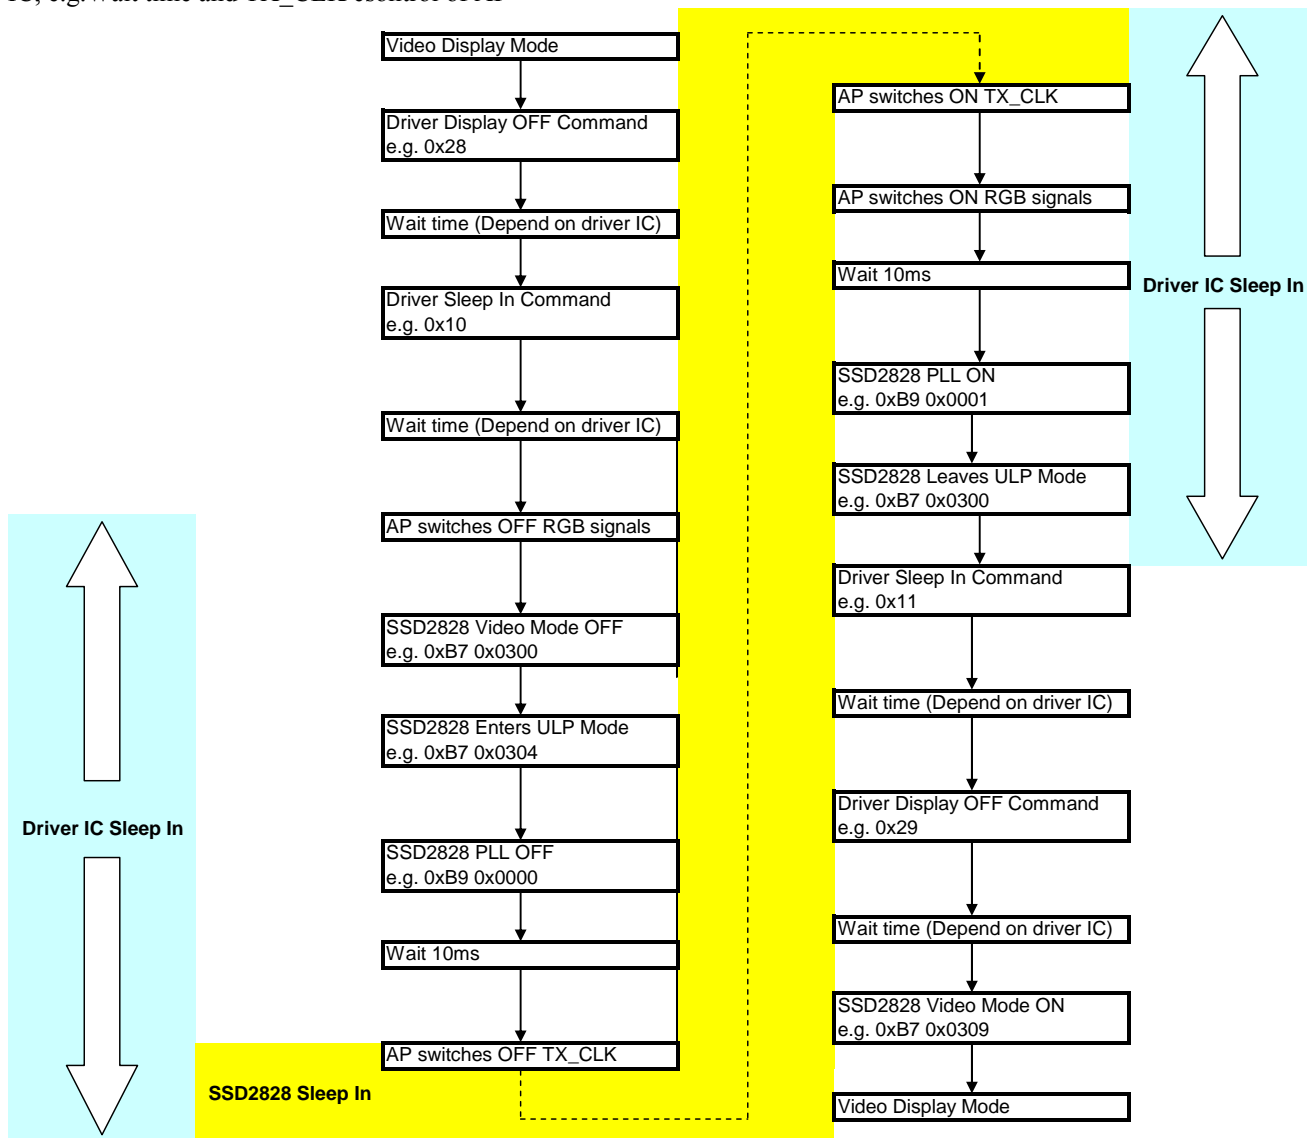 Video Display Mode
Driver Display OFF Command
e.g. 0x28
Wait time (Depend on driver IC)
Driver Sleep In Command
e.g. 0x10
Wait time (Depend on driver IC)
AP switches OFF RGB signals
SSD2828 Video Mode OFF
e.g. 0xB7 0x0300
SSD2828 Enters ULP Mode
e.g. 0xB7 0x0304
SSD2828 PLL OFF
e.g. 0xB9 0x0000
Wait 10ms
AP switches OFF TX_CLK
Driver IC Sleep In
SSD2828 Sleep In
AP switches ON TX_CLK
AP switches ON RGB signals
Wait 10ms
SSD2828 PLL ON
e.g. 0xB9 0x0001
SSD2828 Leaves ULP Mode
e.g. 0xB7 0x0300
Driver Sleep In Command
e.g. 0x11
Wait time (Depend on driver IC)
Driver Display OFF Command
e.g. 0x29
Wait time (Depend on driver IC)
SSD2828 Video Mode ON
e.g. 0xB7 0x0309
Video Display Mode
Driver IC Sleep In